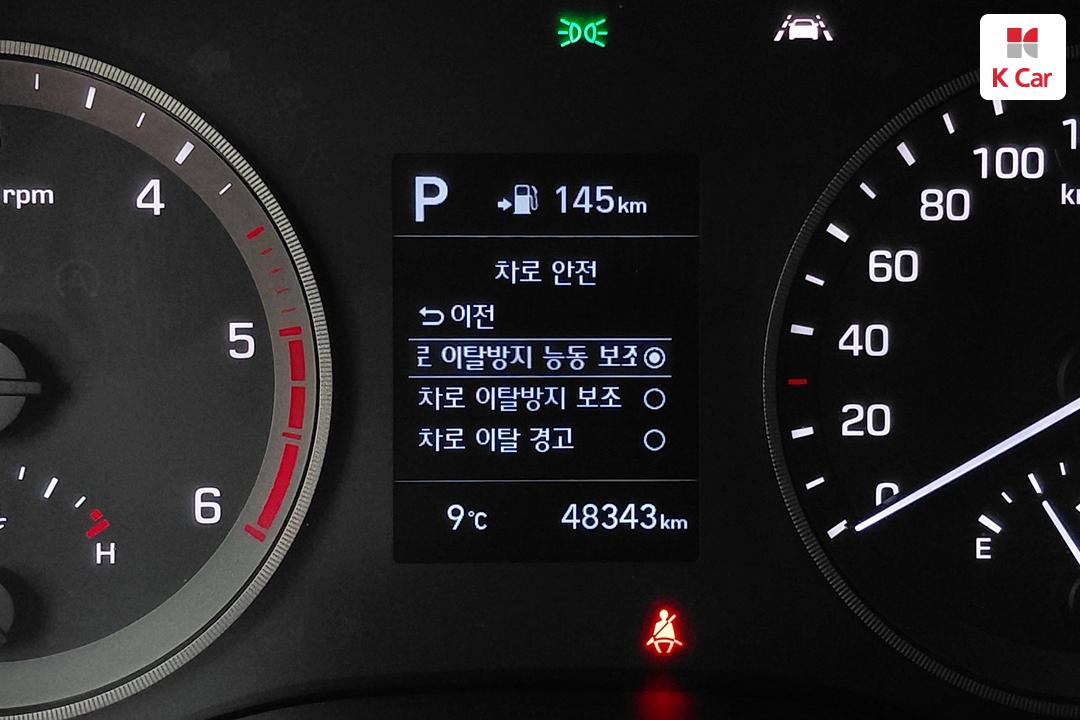 K Car
rpm
4
5
6
H
P
145km
차로 안전
이전
로 이탈방지 능동 보조
차로 이탈방지 보조
차로 이탈 경고
9℃
48343km
100
80
60
40
20
0
E